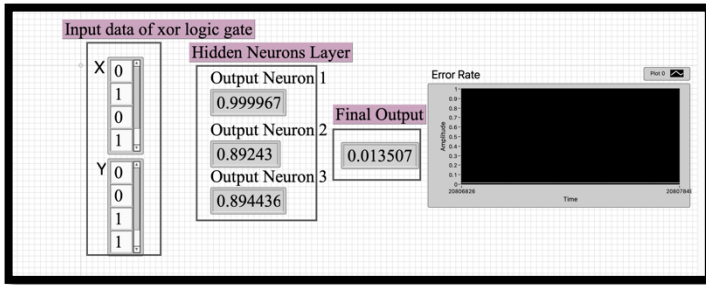 Input data of xor logic gate
X
0
1
0
1
Y
0
0
1
1
Hidden Neurons Layer
Output Neuron 1
0.999967
Output Neuron 2
0.89243
Output Neuron 3
0.894436
Final Output
0.013507
Error Rate
Plot 0
Amplitude
1
0.9
0.8
0.7
0.6
0.5
0.4
0.3
0.2
0.1
0
20806826
Time